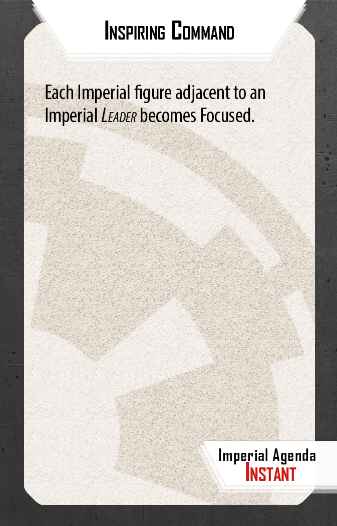 Inspiring Command
Each Imperial figure adjacent to an
Imperial Leader becomes Focused.
Imperial Agenda
Instant